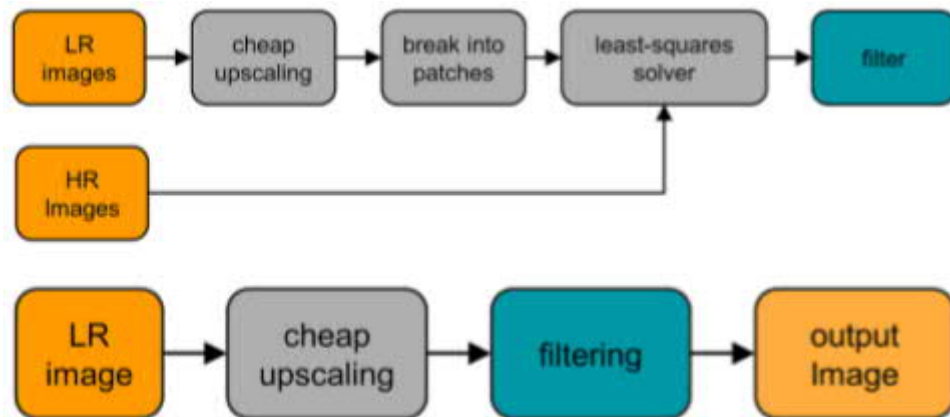 LR
images
cheap
upscaling
break into
patches
least-squares
solver
filter
HR
Images
LR
image
cheap
upscaling
filtering
output
Image